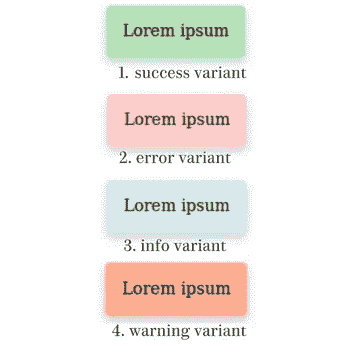 Lorem ipsum
1. success variant
Lorem ipsum
2. error variant
Lorem ipsum
3. info variant
Lorem ipsum
4. warning variant